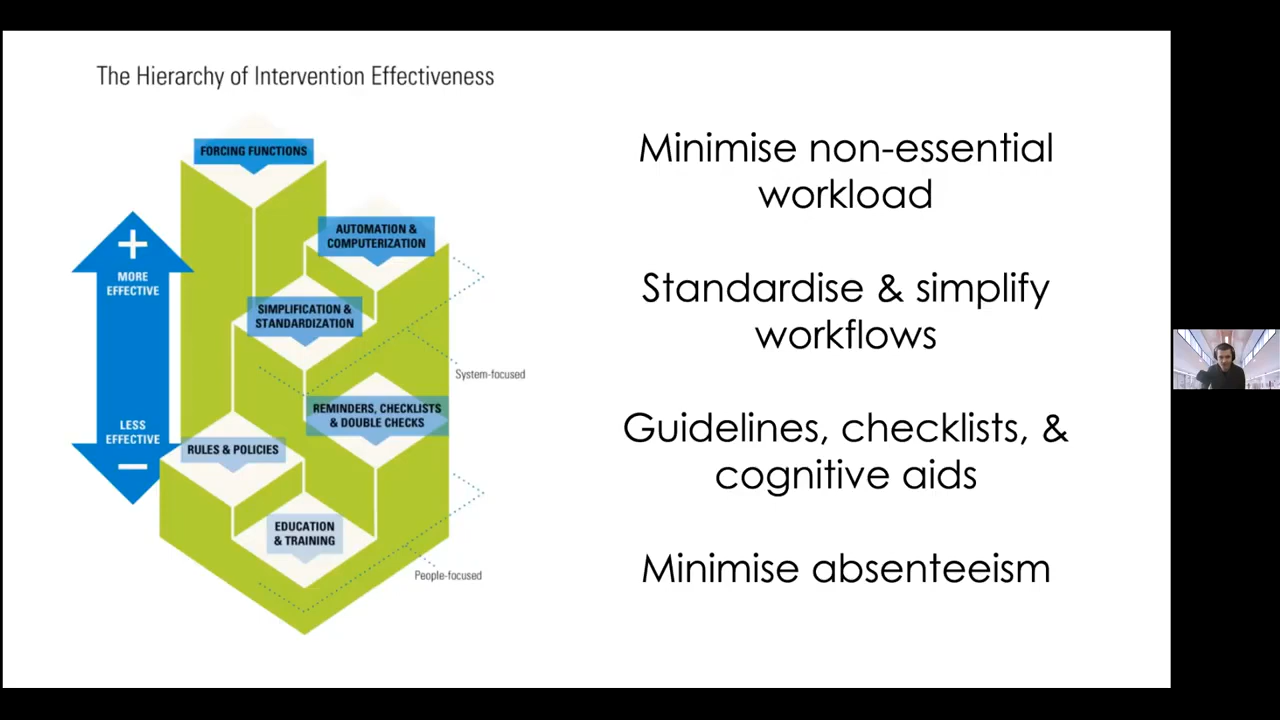 The Hierarchy of Intervention Effectiveness
FORCING FUNCTIONS
AUTOMATION &
COMPUTERIZATION
+
MORE
EFFECTIVE
SIMPLIFICATION &
STANDARDIZATION
System-focused
REMINDERS, CHECKLISTS
& DOUBLE CHECKS
LESS
EFFECTIVE
−
RULES & POLICIES
EDUCATION
& TRAINING
People-focused
Minimise non-essential
workload
Standardise & simplify
workflows
Guidelines, checklists, &
cognitive aids
Minimise absenteeism